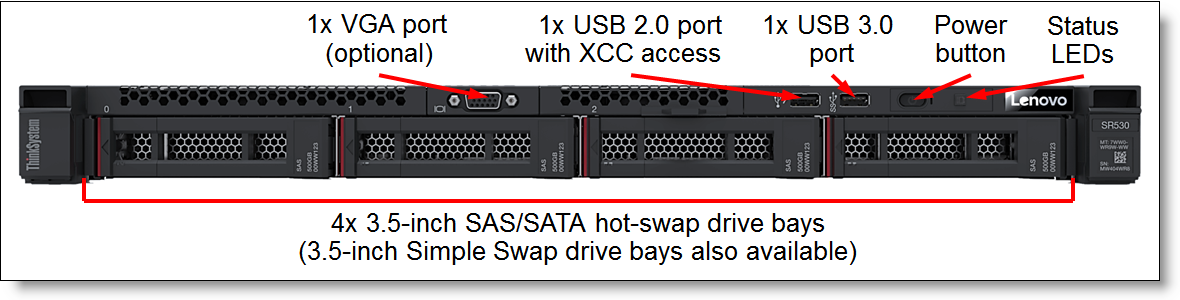 1x VGA port
(optional)
1x USB 2.0 port
with XCC access
1x USB 3.0
port
Power
button
Status
LEDs
0
1
2
Lenovo
ThinkSystem
SAS
500GB
00WW123
SAS
500GB
00WW123
SAS
500GB
00WW123
SAS
500GB
00WW123
SR530
4x 3.5-inch SAS/SATA hot-swap drive bays
(3.5-inch Simple Swap drive bays also available)